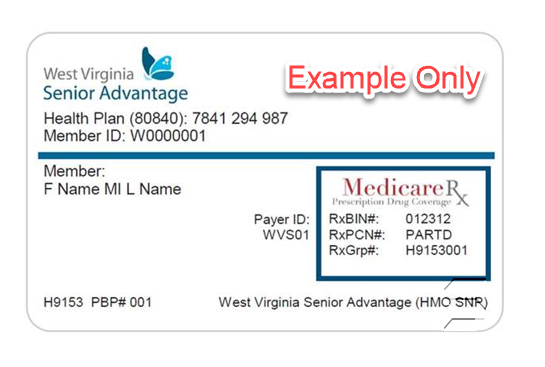 West Virginia
Senior Advantage
Example Only
Health Plan (80840): 7841 294 987
Member ID: W0000001
Member:
F Name MI L Name
MedicareRx
Prescription Drug Coverage
Payer ID:
WVS01
RxBIN#: 012312
RxPCN#: PARTD
RxGrp#: H9153001
H9153 PBP# 001
West Virginia Senior Advantage (HMO SNP)